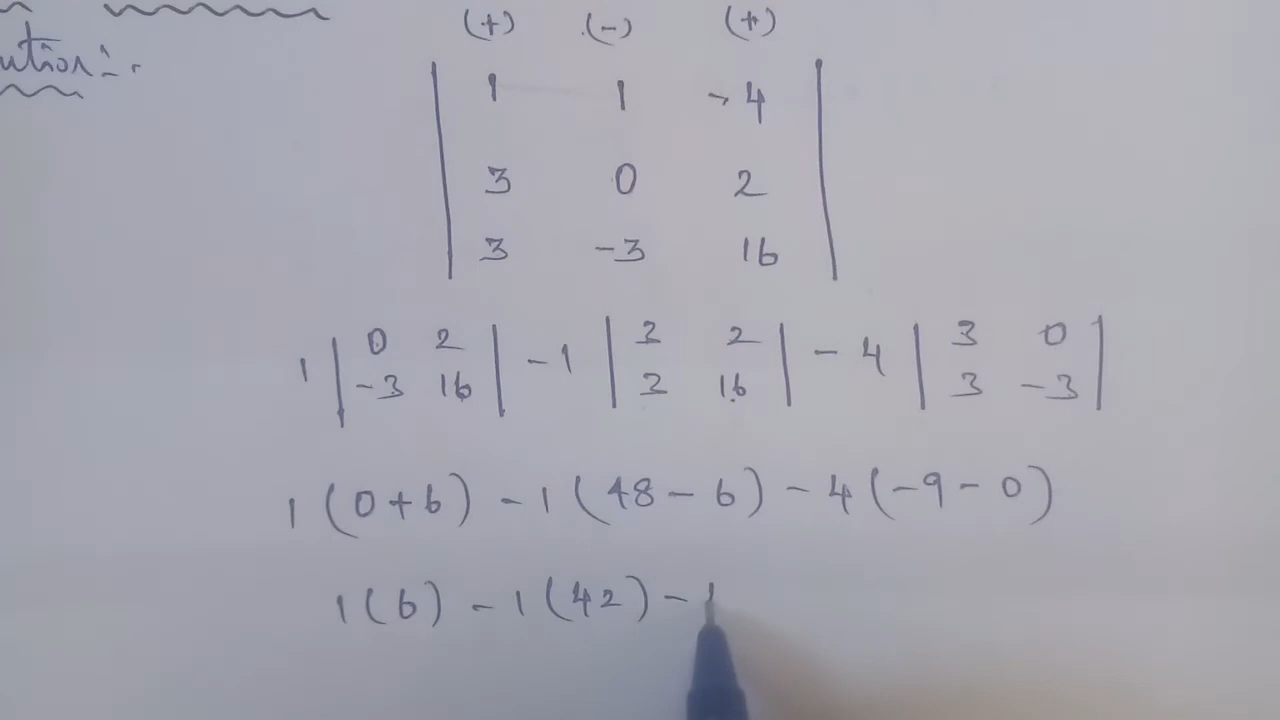 (+) (-) (+)
ution:-
1 1 -4
3 0 2
3 -3 16
1 | 0 2 | - 1 | 3 2 | - 4 | 3 0 |
| -3 16 | | 3 16 | | 3 -3 |
1 (0+6) - 1 (48 - 6) - 4 (-9 - 0)
1 (6) - 1 (42) -